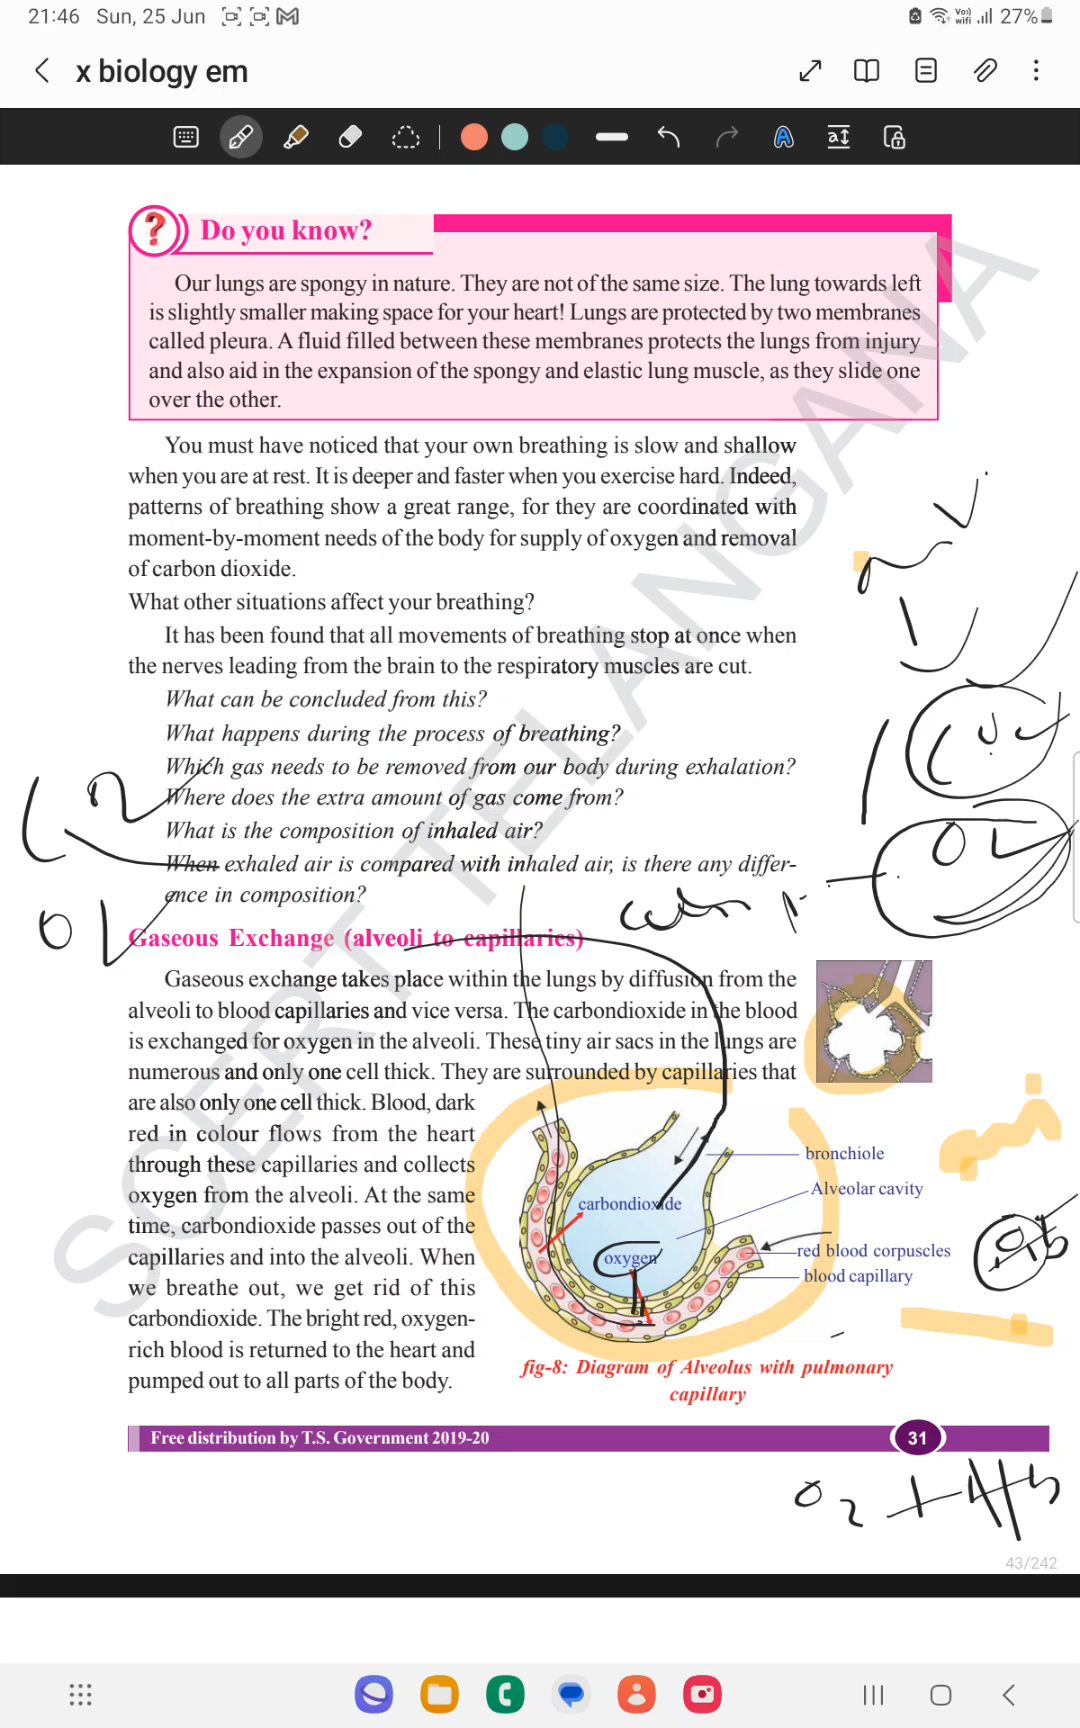 21:46 Sun, 25 Jun
Vo)) wifi 27%
x biology em
Do you know?
Our lungs are spongy in nature. They are not of the same size. The lung towards left
is slightly smaller making space for your heart! Lungs are protected by two membranes
called pleura. A fluid filled between these membranes protects the lungs from injury
and also aid in the expansion of the spongy and elastic lung muscle, as they slide one
over the other.
You must have noticed that your own breathing is slow and shallow
when you are at rest. It is deeper and faster when you exercise hard. Indeed,
patterns of breathing show a great range, for they are coordinated with
moment-by-moment needs of the body for supply of oxygen and removal
of carbon dioxide.
What other situations affect your breathing?
It has been found that all movements of breathing stop at once when
the nerves leading from the brain to the respiratory muscles are cut.
What can be concluded from this?
What happens during the process of breathing?
Which gas needs to be removed from our body during exhalation?
Where does the extra amount of gas come from?
What is the composition of inhaled air?
When exhaled air is compared with inhaled air, is there any differ-
ence in composition?
Gaseous Exchange (alveoli to capillaries)
Gaseous exchange takes place within the lungs by diffusion from the
alveoli to blood capillaries and vice versa. The carbondioxide in the blood
is exchanged for oxygen in the alveoli. These tiny air sacs in the lungs are
numerous and only one cell thick. They are surrounded by capillaries that
are also only one cell thick. Blood, dark
red in colour flows from the heart
through these capillaries and collects
oxygen from the alveoli. At the same
time, carbondioxide passes out of the
capillaries and into the alveoli. When
we breathe out, we get rid of this
carbondioxide. The bright red, oxygen-
rich blood is returned to the heart and
pumped out to all parts of the body.
bronchiole
carbondioxide
Alveolar cavity
oxygen
red blood corpuscles
blood capillary
fig-8: Diagram of Alveolus with pulmonary
capillary
SCERT TELANGANA
Free distribution by T.S. Government 2019-20
31
O2 +
43/242